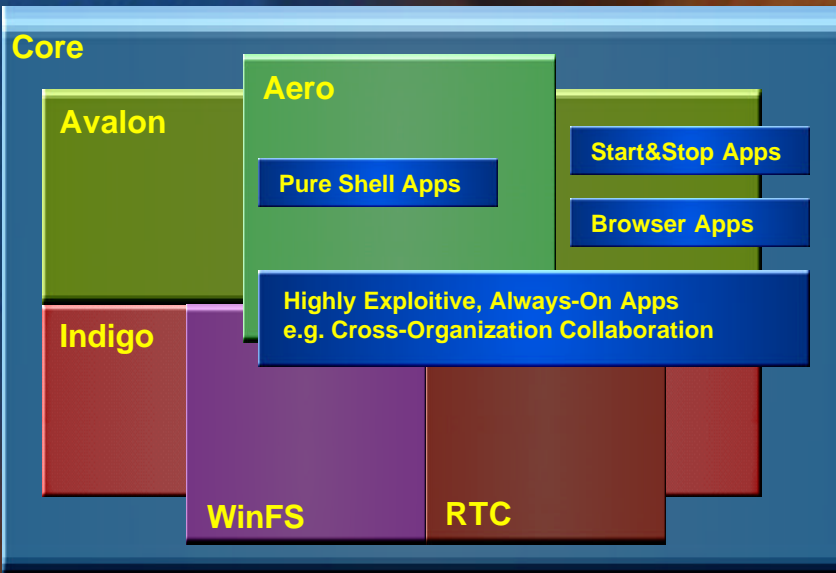 Core
Aero
Avalon
Start&Stop Apps
Pure Shell Apps
Browser Apps
Highly Exploitive, Always-On Apps
e.g. Cross-Organization Collaboration
Indigo
WinFS
RTC